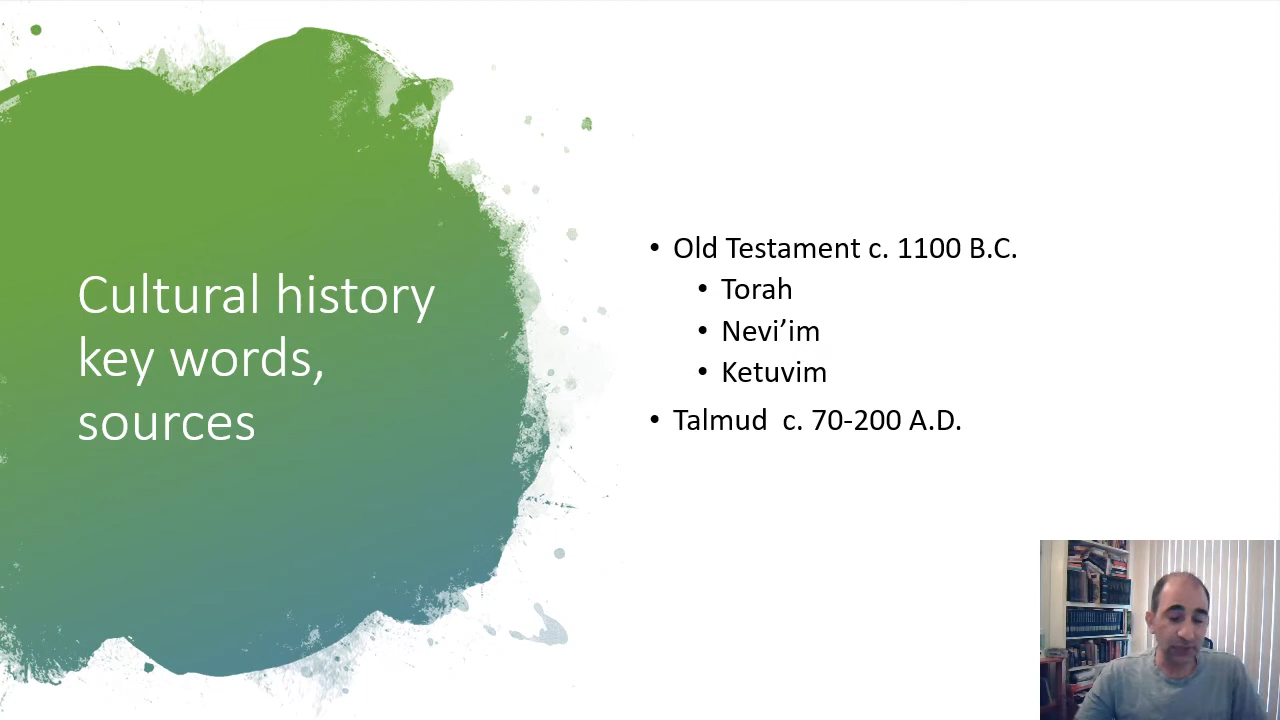 Cultural history
key words,
sources
• Old Testament c. 1100 B.C.
• Torah
• Nevi’im
• Ketuvim
• Talmud  c. 70-200 A.D.